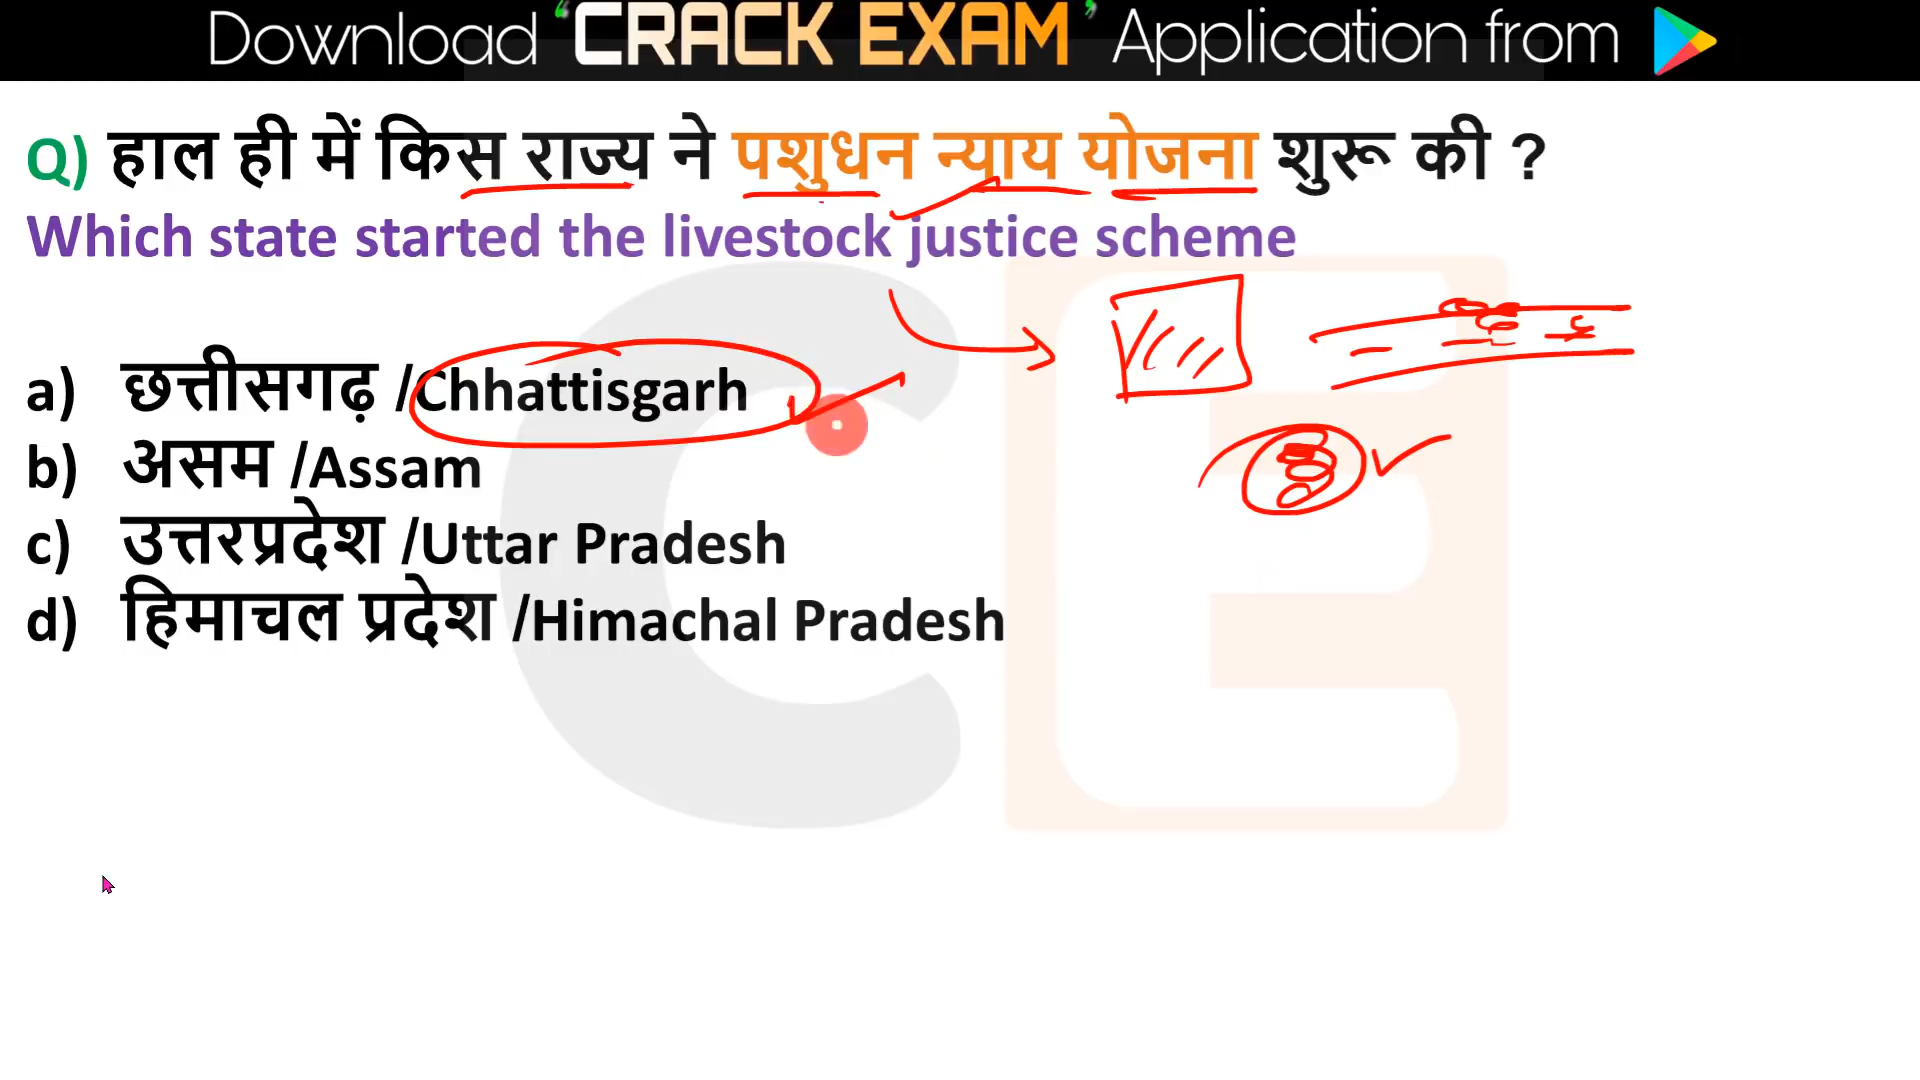 Download ‘CRACK EXAM’ Application from
Q) हाल ही में किस राज्य ने पशुधन न्याय योजना शुरू की ?
Which state started the livestock justice scheme
a) छत्तीसगढ़ /Chhattisgarh
b) असम /Assam
c) उत्तरप्रदेश /Uttar Pradesh
d) हिमाचल प्रदेश /Himachal Pradesh
CE